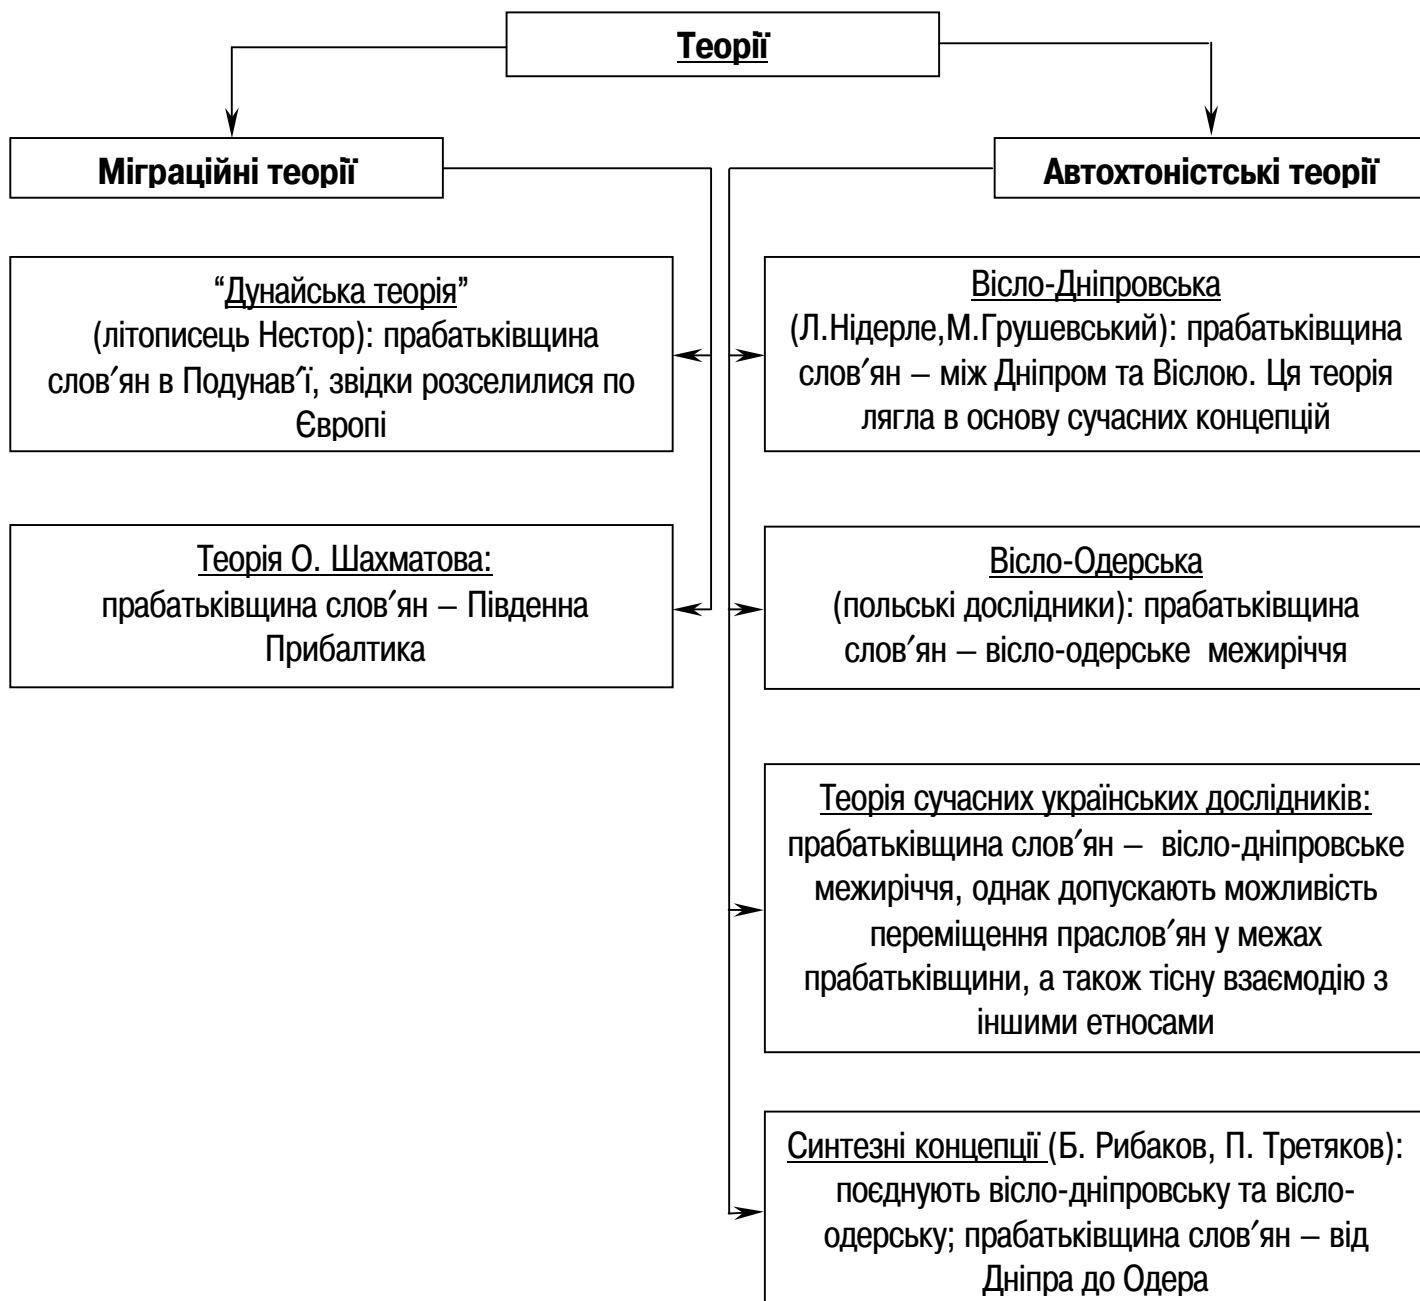 Теорії
Міграційні теорії
Автохтоністські теорії
“Дунайська теорія”
(літописець Нестор): прабатьківщина
слов′ян в Подунав′ї, звідки розселилися по
Європі
Теорія О. Шахматова:
прабатьківщина слов′ян – Південна
Прибалтика
Вісло-Дніпровська
(Л.Нідерле,М.Грушевський): прабатьківщина
слов′ян – між Дніпром та Віслою. Ця теорія
лягла в основу сучасних концепцій
Вісло-Одерська
(польські дослідники): прабатьківщина
слов′ян – вісло-одерське межиріччя
Теорія сучасних українських дослідників:
прабатьківщина слов′ян – вісло-дніпровське
межиріччя, однак допускають можливість
переміщення праслов′ян у межах
прабатьківщини, а також тісну взаємодію з
іншими етносами
Синтезні концепції (Б. Рибаков, П. Третяков):
поєднують вісло-дніпровську та вісло-
одерську; прабатьківщина слов′ян – від
Дніпра до Одера